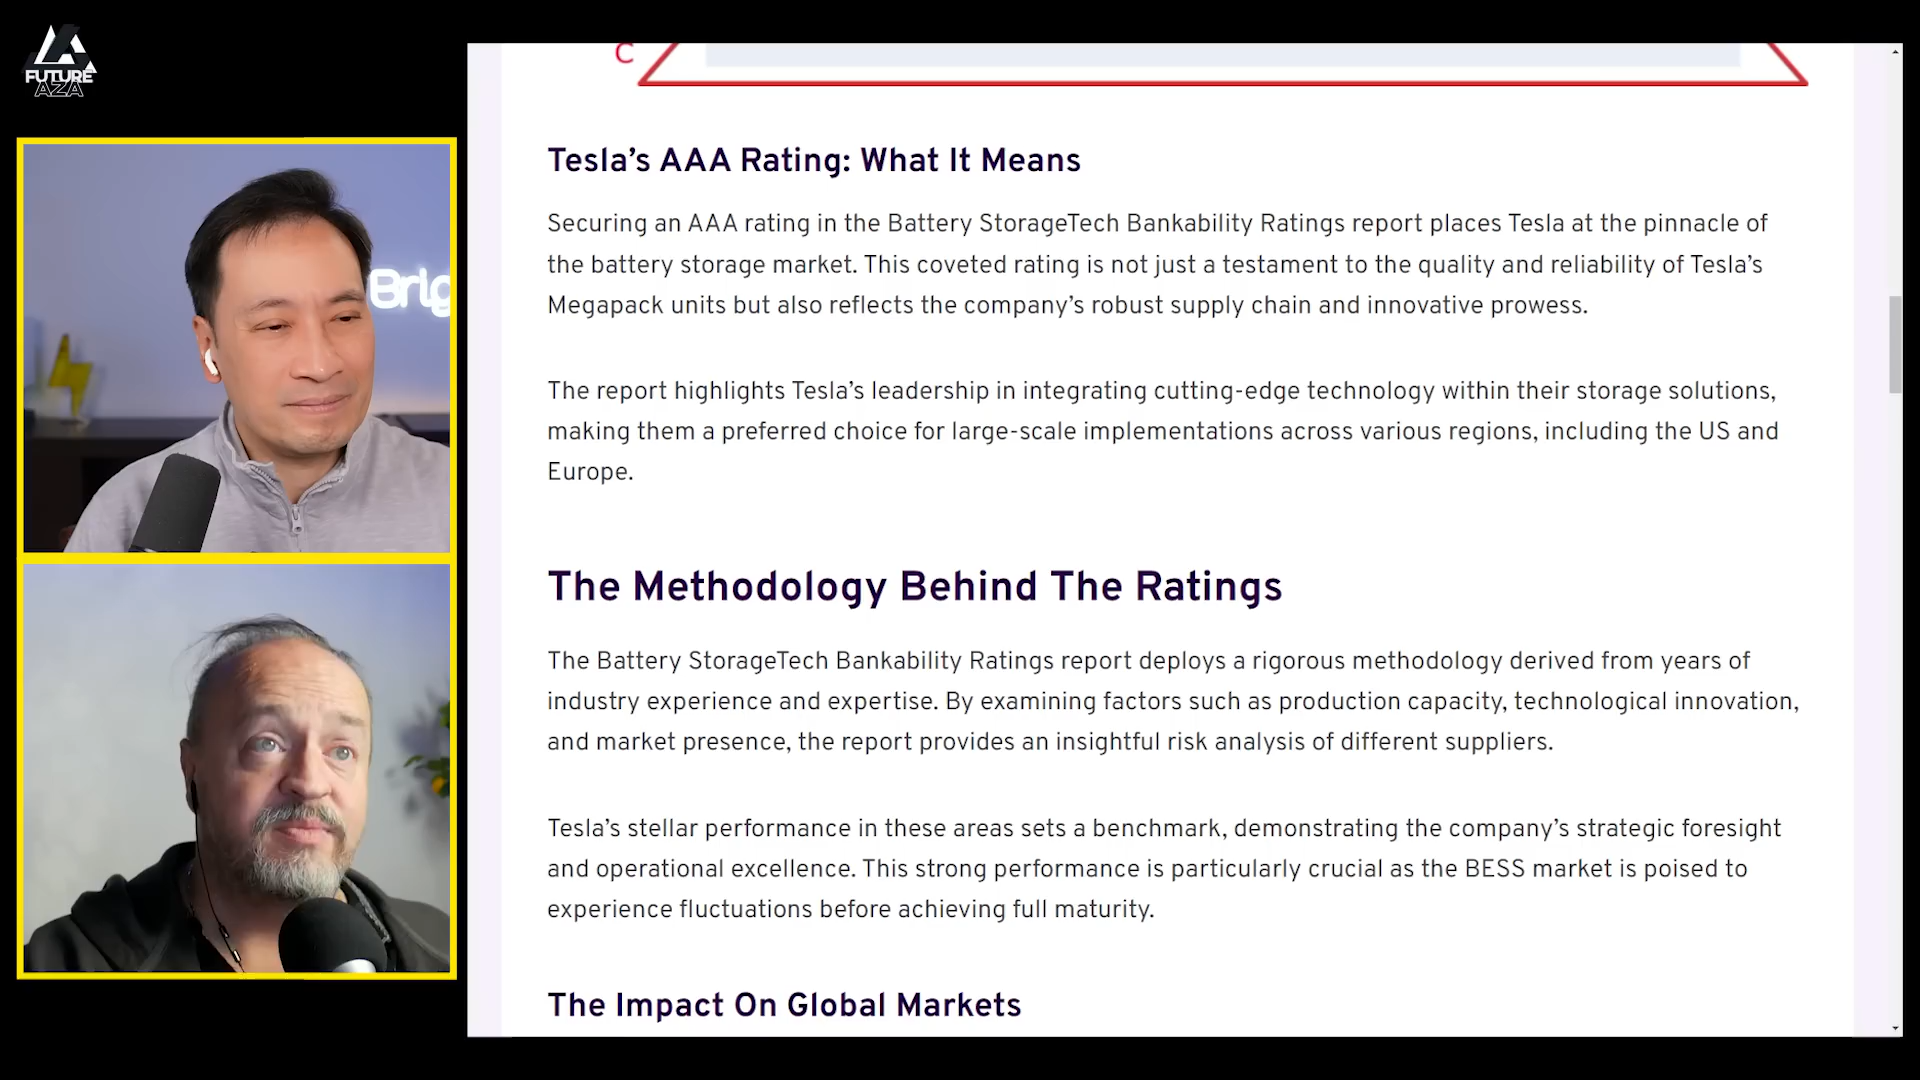 FUTURE
AZA
Brig
C
Tesla’s AAA Rating: What It Means
Securing an AAA rating in the Battery StorageTech Bankability Ratings report places Tesla at the pinnacle of
the battery storage market. This coveted rating is not just a testament to the quality and reliability of Tesla’s
Megapack units but also reflects the company’s robust supply chain and innovative prowess.
The report highlights Tesla’s leadership in integrating cutting-edge technology within their storage solutions,
making them a preferred choice for large-scale implementations across various regions, including the US and
Europe.
The Methodology Behind The Ratings
The Battery StorageTech Bankability Ratings report deploys a rigorous methodology derived from years of
industry experience and expertise. By examining factors such as production capacity, technological innovation,
and market presence, the report provides an insightful risk analysis of different suppliers.
Tesla’s stellar performance in these areas sets a benchmark, demonstrating the company’s strategic foresight
and operational excellence. This strong performance is particularly crucial as the BESS market is poised to
experience fluctuations before achieving full maturity.
The Impact On Global Markets